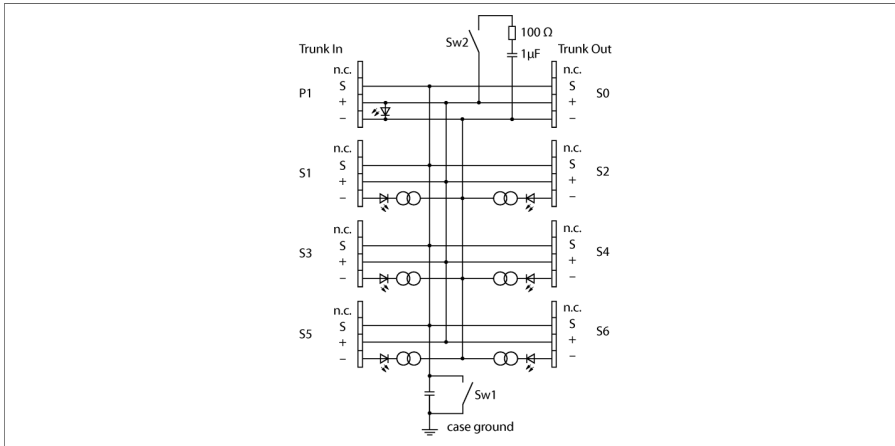 100 Ω
Sw2
Trunk In
1µF
Trunk Out
n.c.
n.c.
S
S
P1
S0
+
+
–
–
n.c.
n.c.
S
S
S1
S2
+
+
–
–
n.c.
n.c.
S
S
S3
S4
+
+
–
–
n.c.
n.c.
S
S
S5
S6
+
+
–
–
Sw1
case ground